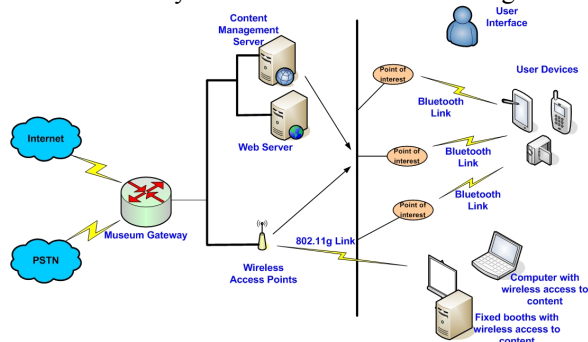 Content
Management
Server
User
Interface
Point of
interest
User Devices
Bluetooth
Link
Internet
Web Server
Point of
interest
Bluetooth
Link
Bluetooth
Link
Museum Gateway
Point of
interest
802.11g Link
PSTN
Wireless
Access Points
Computer with
wireless access to
content
Fixed booths with
wireless access to
content